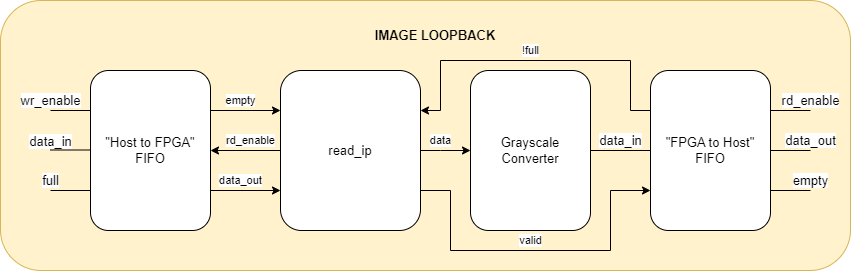 IMAGE LOOPBACK
!full
wr_enable
empty
rd_enable
data_in
"Host to FPGA"
FIFO
rd_enable
read_ip
data
Grayscale
Converter
data_in
"FPGA to Host"
FIFO
data_out
full
data_out
empty
valid